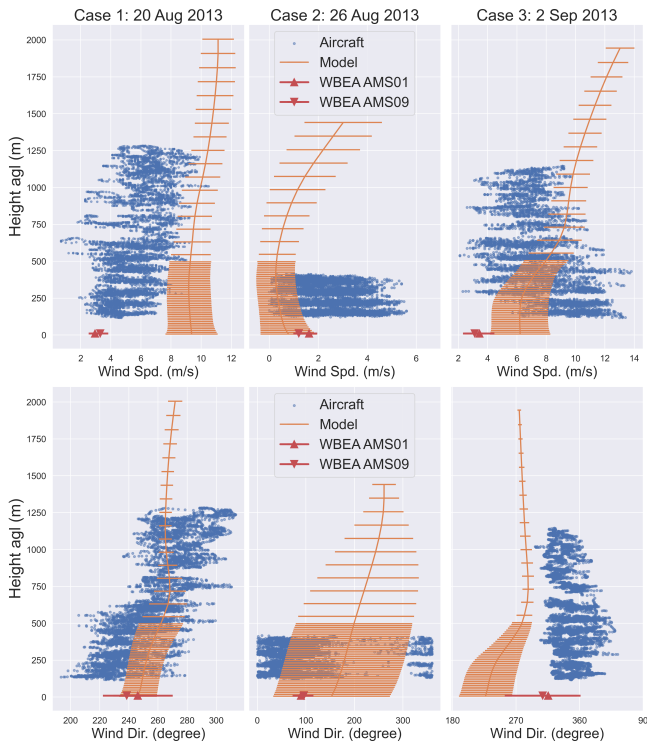 Case 1: 20 Aug 2013 Case 2: 26 Aug 2013 Case 3: 2 Sep 2013
2000
1750
1500
1250
1000
750
500
250
0
Height agl (m)
Aircraft
Model
WBEA AMS01
WBEA AMS09
2 4 6 8 10 12
0 2 4 6
2 4 6 8 10 12 14
Wind Spd. (m/s) Wind Spd. (m/s) Wind Spd. (m/s)
2000
1750
1500
1250
1000
750
500
250
0
Height agl (m)
Aircraft
Model
WBEA AMS01
WBEA AMS09
200 220 240 260 280 300
0 100 200 300
180 270 360 90
Wind Dir. (degree) Wind Dir. (degree) Wind Dir. (degree)